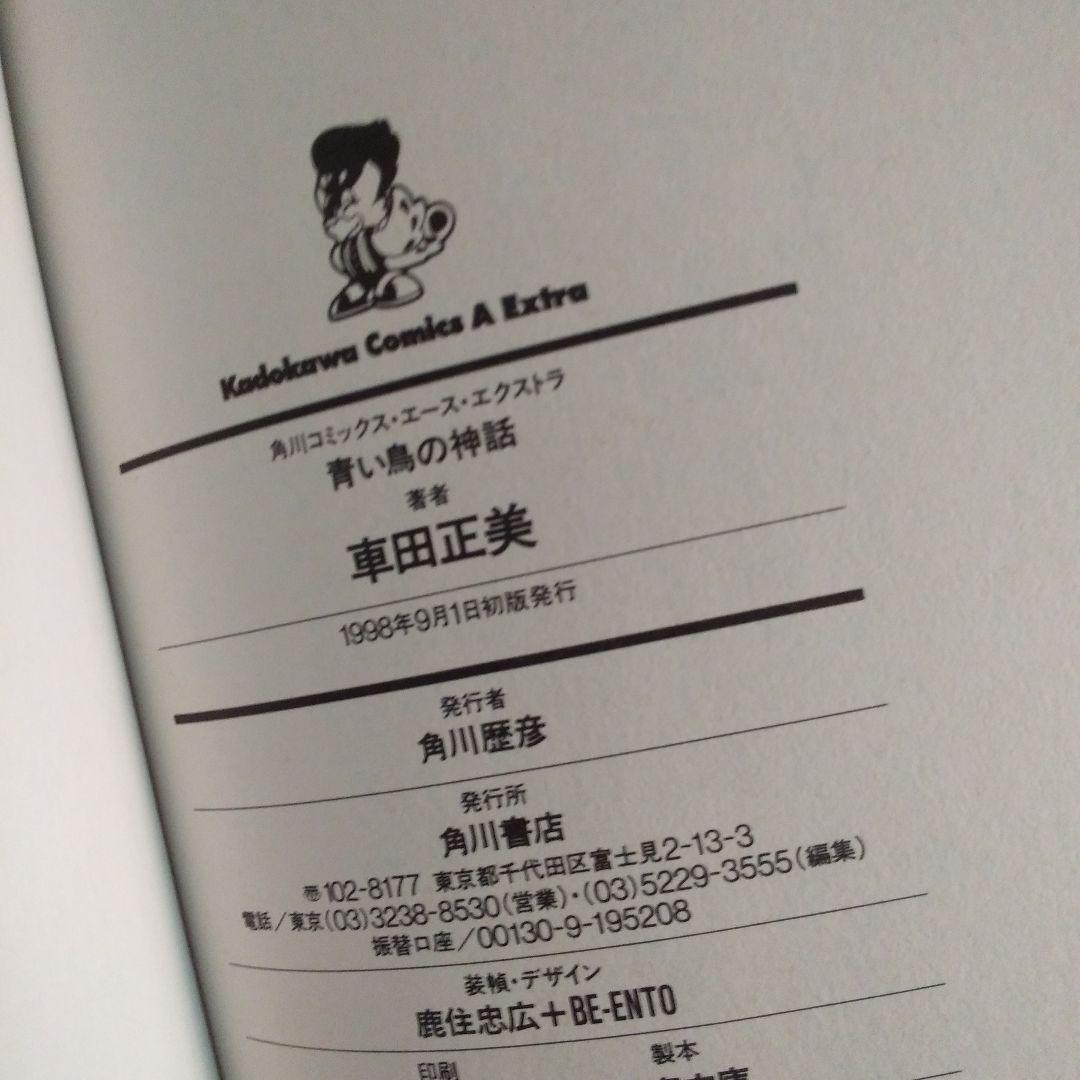 Kadokawa Comics A Extra
角川コミックス・エース・エクストラ
青い鳥の神話
著者
車田正美
1998年9月1日初版発行
発行者
角川歴彦
発行所
角川書店
〠102-8177 東京都千代田区富士見2-13-3
電話／東京(03)3238-8530(営業)・(03)5229-3555(編集)
振替口座／00130-9-195208
装幀・デザイン
鹿住忠広+BE-ENTO
印刷
製本